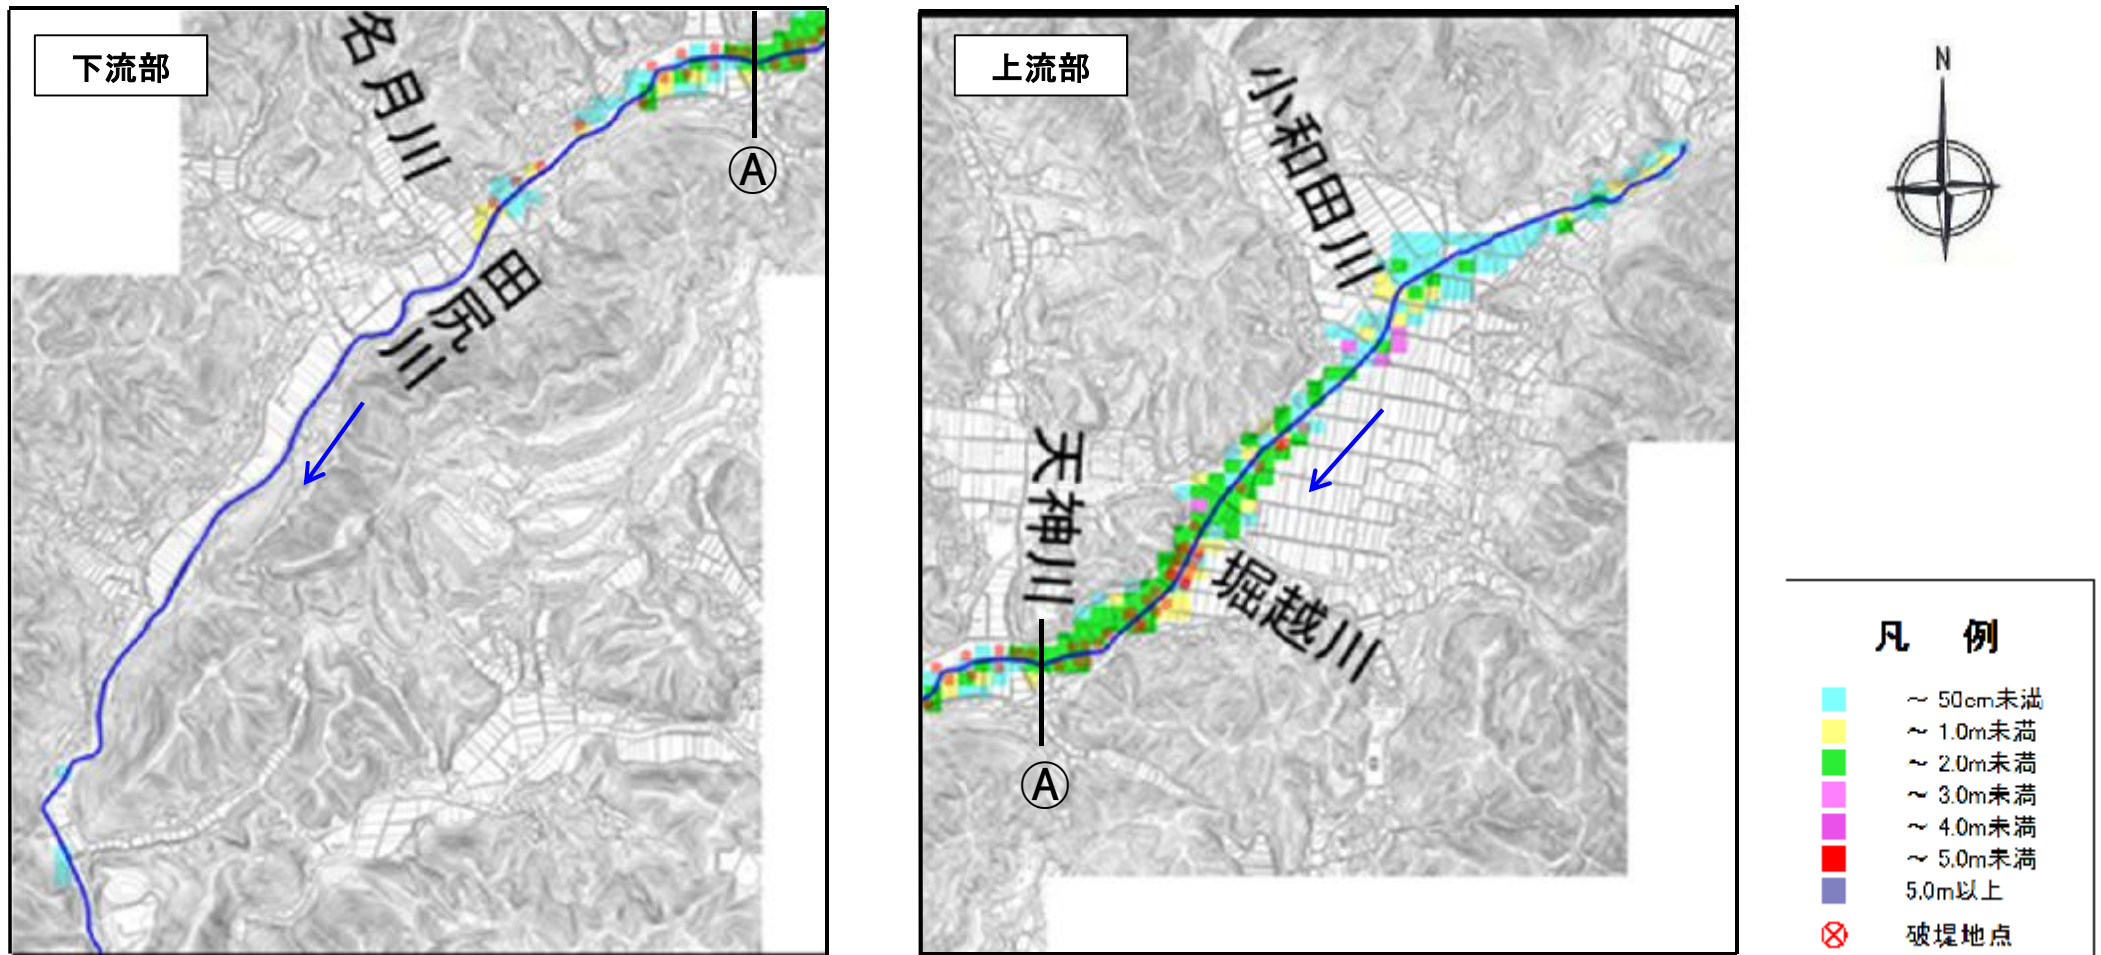 下流部
名月川
田尻川
Ⓐ
上流部
小和田川
天神川
堀越川
Ⓐ
N
凡 例
～ 50cm未満
～ 1.0m未満
～ 2.0m未満
～ 3.0m未満
～ 4.0m未満
～ 5.0m未満
5.0m以上
破堤地点